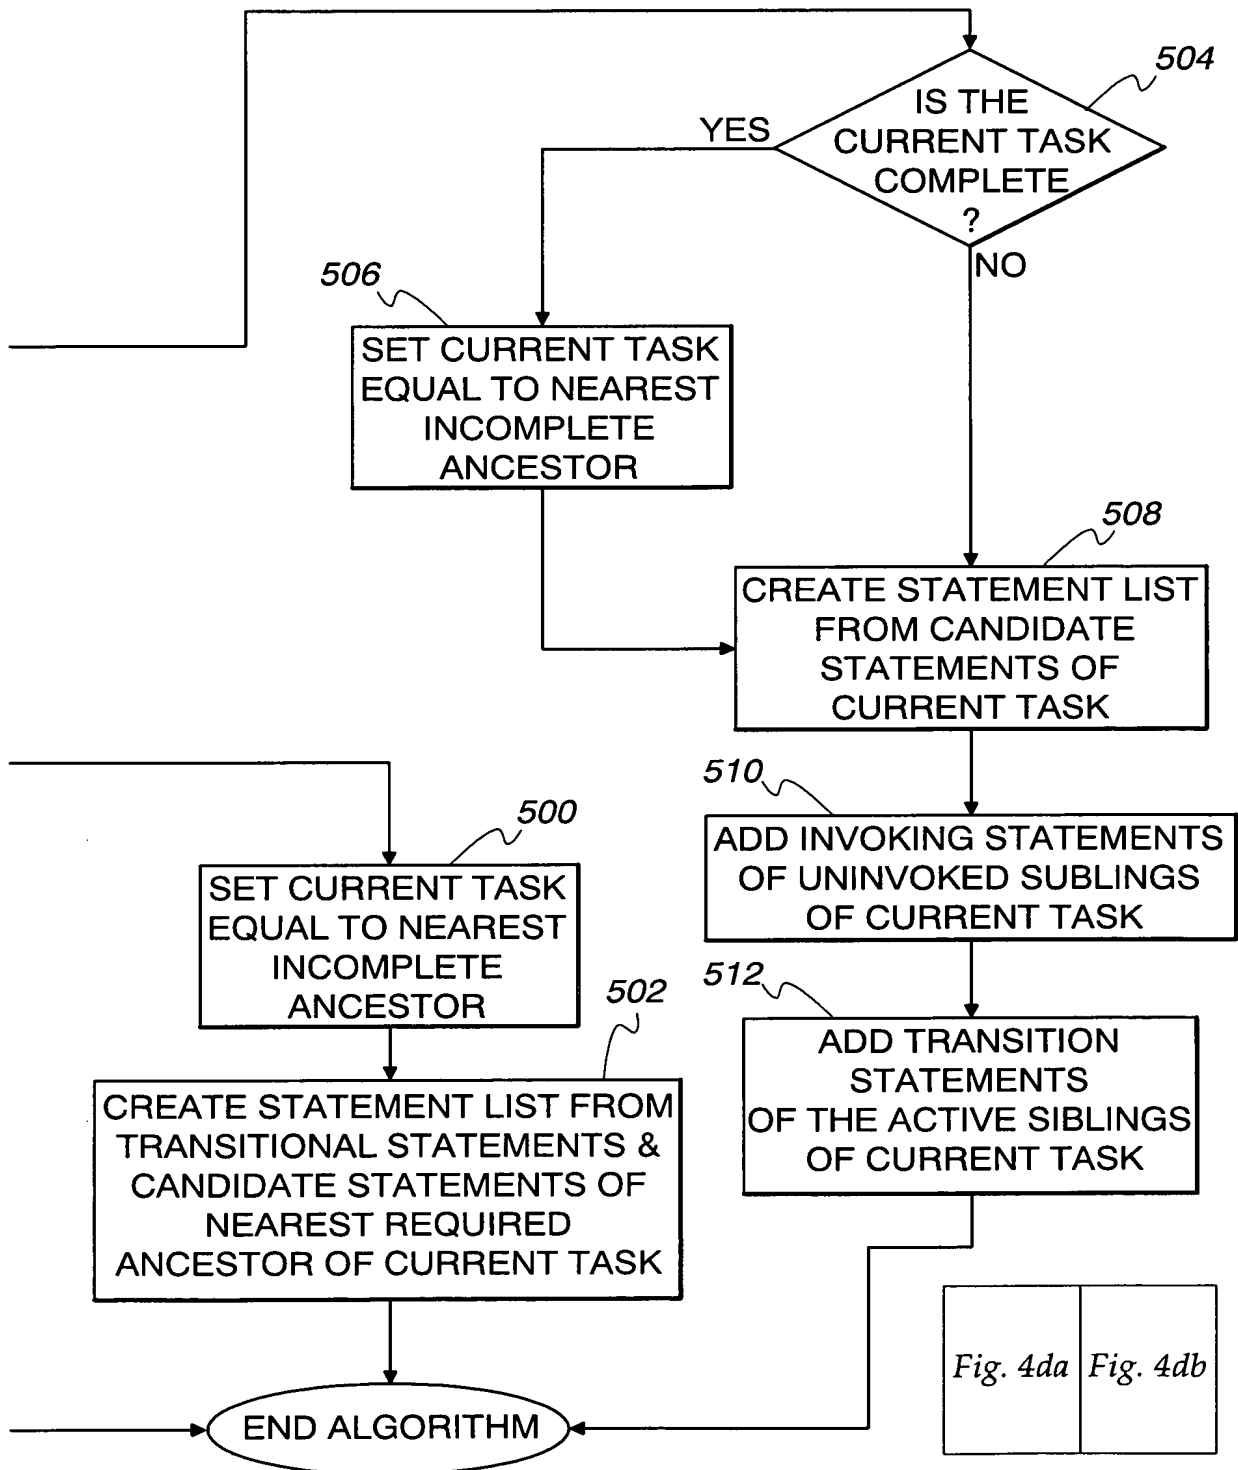 504
IS THE
CURRENT TASK
COMPLETE
?
YES
NO
506
SET CURRENT TASK
EQUAL TO NEAREST
INCOMPLETE
ANCESTOR
508
CREATE STATEMENT LIST
FROM CANDIDATE
STATEMENTS OF
CURRENT TASK
510
ADD INVOKING STATEMENTS
OF UNINVOKED SUBLINGS
OF CURRENT TASK
500
SET CURRENT TASK
EQUAL TO NEAREST
INCOMPLETE
ANCESTOR
512
ADD TRANSITION
STATEMENTS
OF THE ACTIVE SIBLINGS
OF CURRENT TASK
502
CREATE STATEMENT LIST FROM
TRANSITIONAL STATEMENTS &
CANDIDATE STATEMENTS OF
NEAREST REQUIRED
ANCESTOR OF CURRENT TASK
END ALGORITHM
Fig. 4da
Fig. 4db